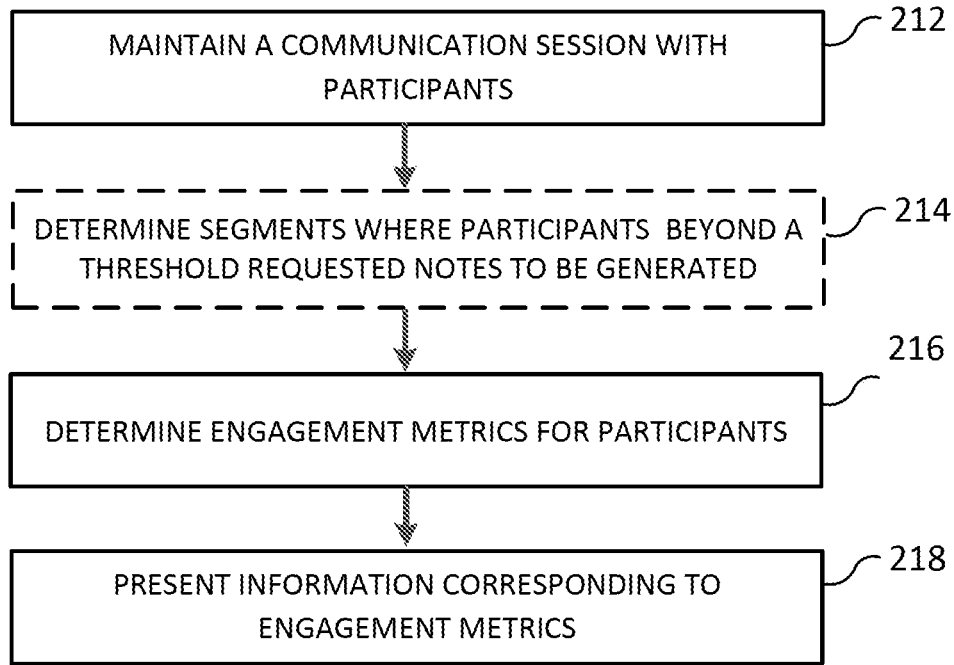 212
MAINTAIN A COMMUNICATION SESSION WITH
PARTICIPANTS
214
DETERMINE SEGMENTS WHERE PARTICIPANTS BEYOND A
THRESHOLD REQUESTED NOTES TO BE GENERATED
216
DETERMINE ENGAGEMENT METRICS FOR PARTICIPANTS
218
PRESENT INFORMATION CORRESPONDING TO
ENGAGEMENT METRICS